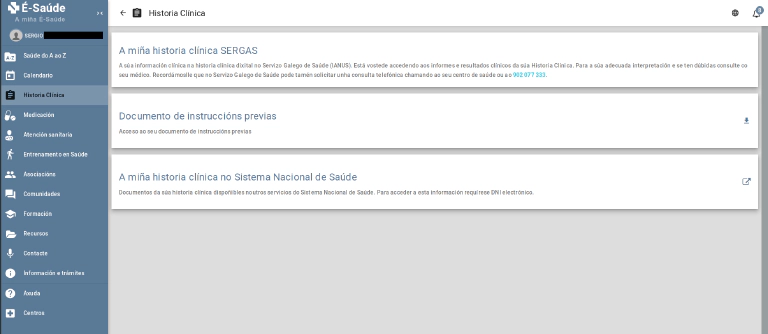 É-Saúde
A miña É-Saúde
SERGIO
Saúde do A ao Z
Calendario
Historia Clínica
Medicación
Atención sanitaria
Entrenamento en Saúde
Asociacións
Comunidades
Formación
Recursos
Contacte
Información e trámites
Axuda
Centros
Historia Clínica
A miña historia clínica SERGAS
A súa información clínica na historia clínica dixital no Servizo Galego de Saúde (IANUS). Está vostede accedendo aos informes e resultados clínicos da súa Historia Clínica. Para a súa adecuada interpretación e se ten dúbidas consulte co
seu médico. Recordámoslle que no Servizo Galego de Saúde pode tamén solicitar unha consulta telefónica chamando ao seu centro de saúde ou ao 902 077 333.
Documento de instruccións previas
Acceso ao seu documento de instruccións previas
A miña historia clínica no Sistema Nacional de Saúde
Documentos da súa historia clínica dispoñibles noutros servicios do Sistema Nacional de Saúde. Para acceder a esta información requírese DNI electrónico.